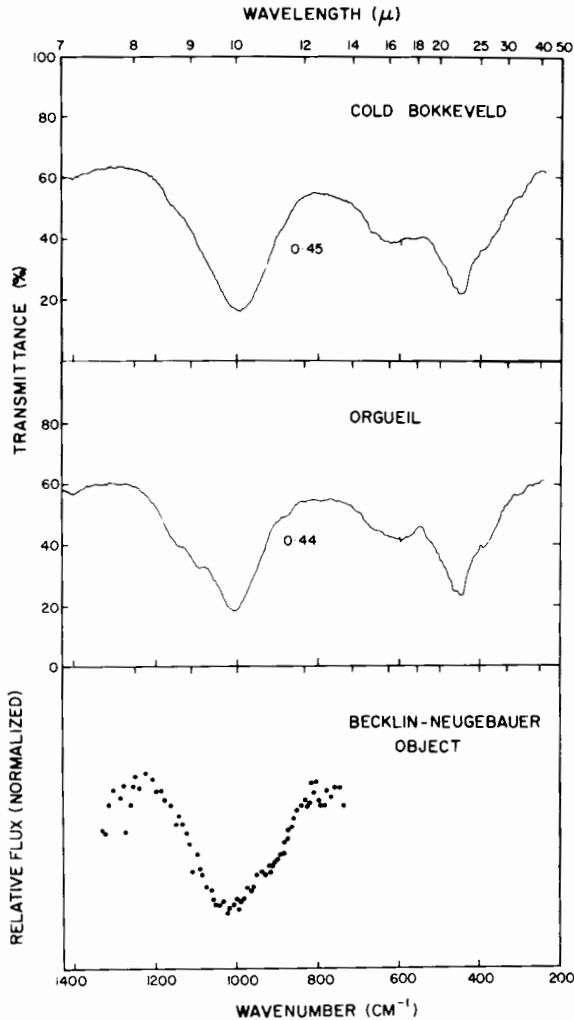 WAVELENGTH (μ)
7 8 9 10 12 14 16 18 20 25 30 40 50
100
80
60
40
20
COLD BOKKEVELD
0·45
TRANSMITTANCE (%)
80
60
40
20
0
ORGUEIL
0·44
RELATIVE FLUX (NORMALIZED)
BECKLIN-NEUGEBAUER
OBJECT
1400 1200 1000 800 600 400 200
WAVENUMBER (CM⁻¹)